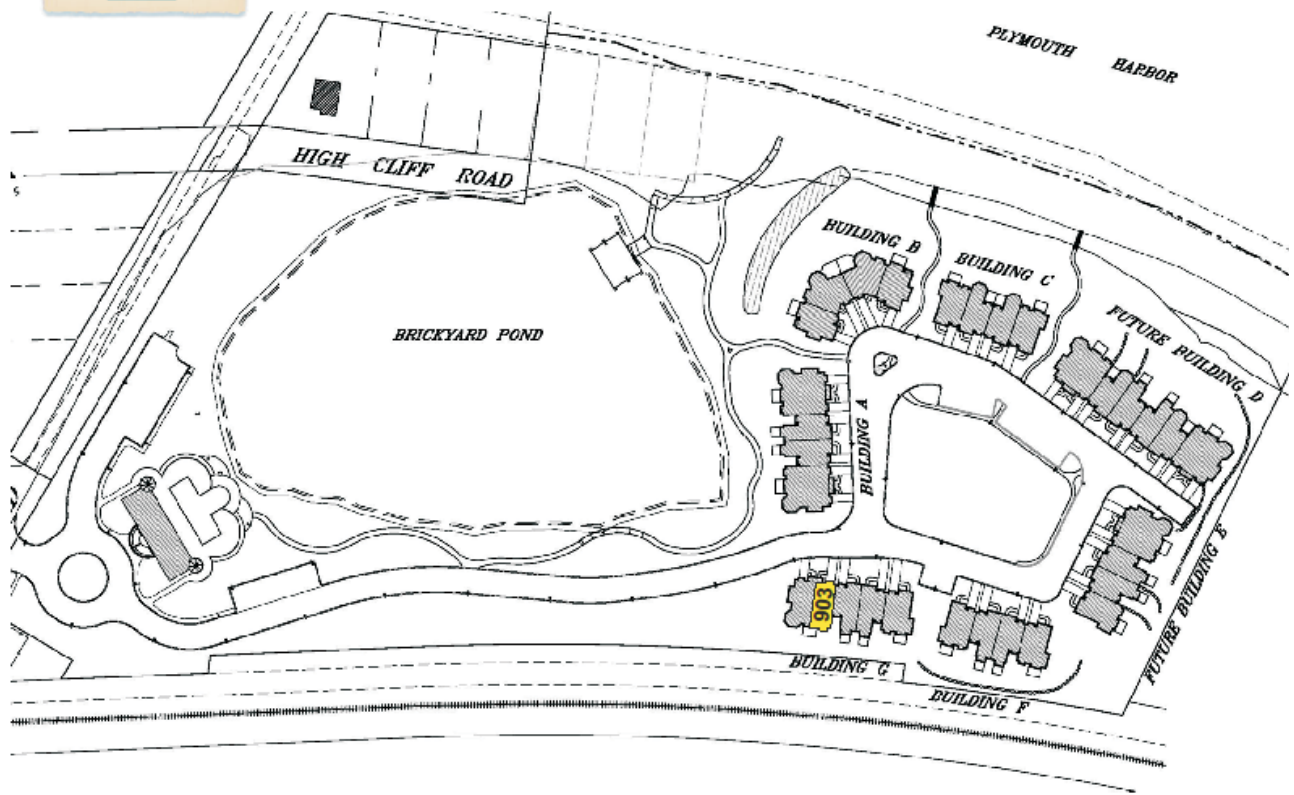 PLYMOUTH HARBOR
HIGH CLIFF ROAD
BUILDING B
BUILDING C
FUTURE BUILDING D
BRICKYARD POND
BUILDING A
903
FUTURE BUILDING E
BUILDING G
BUILDING F